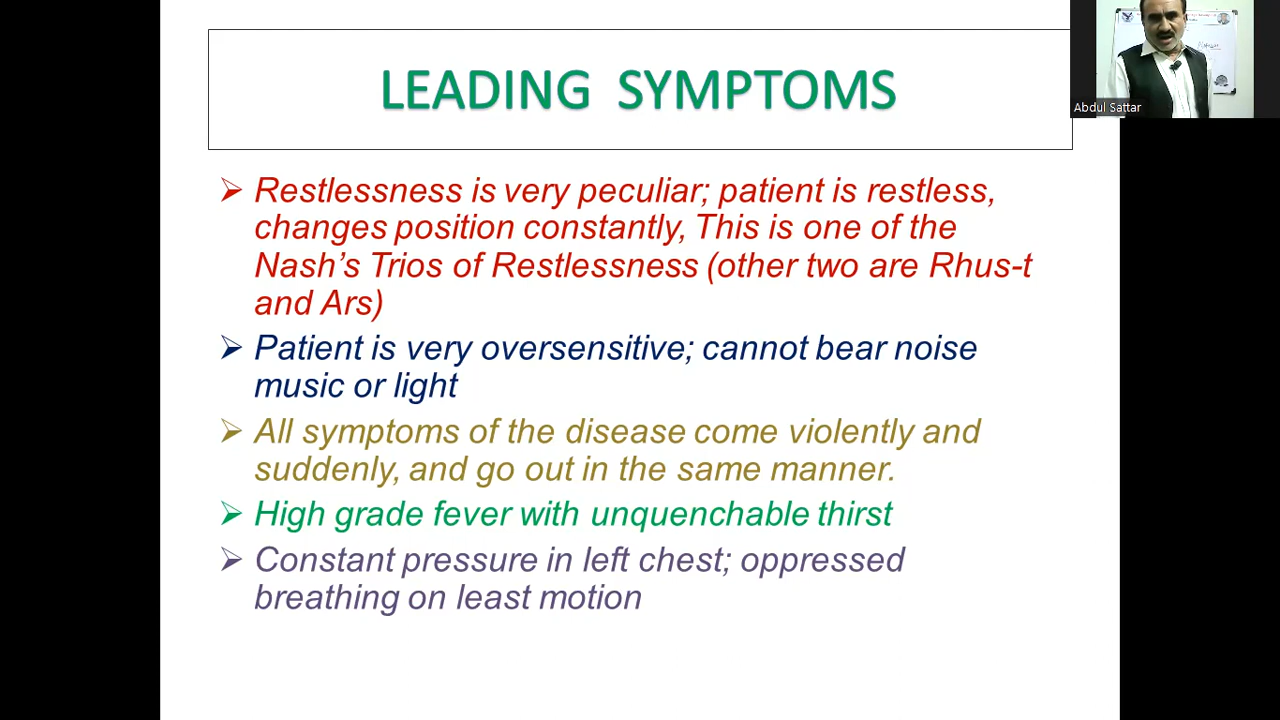 LEADING SYMPTOMS
Abdul Sattar
Restlessness is very peculiar; patient is restless,
changes position constantly, This is one of the
Nash’s Trios of Restlessness (other two are Rhus-t
and Ars)
Patient is very oversensitive; cannot bear noise
music or light
All symptoms of the disease come violently and
suddenly, and go out in the same manner.
High grade fever with unquenchable thirst
Constant pressure in left chest; oppressed
breathing on least motion